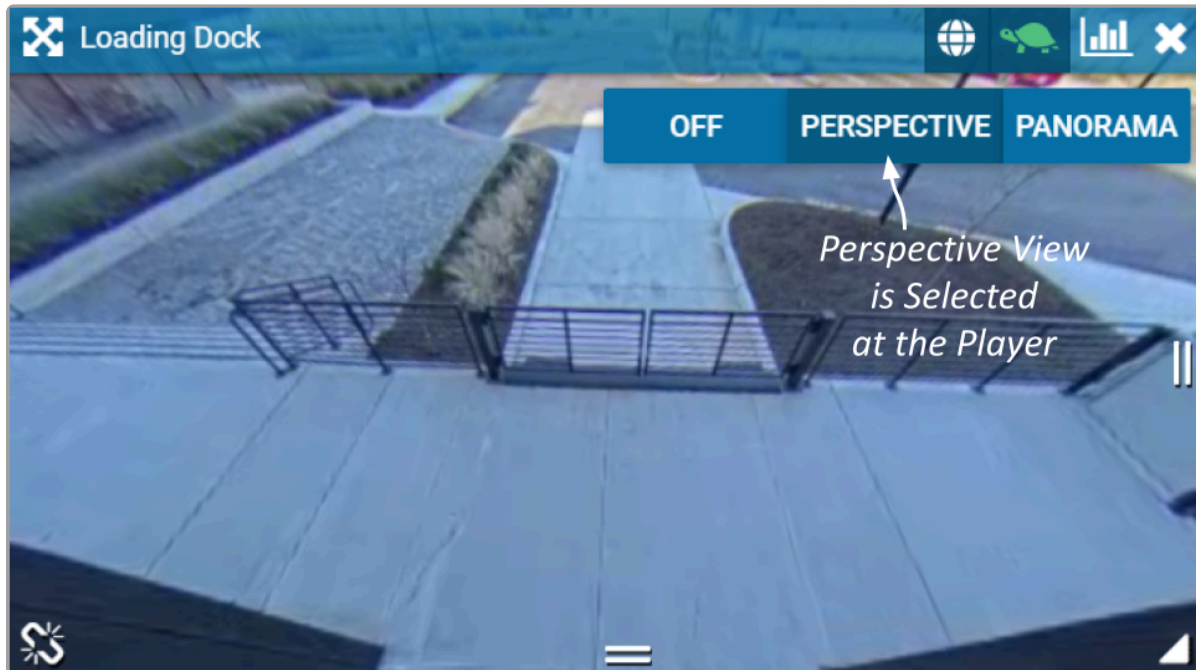 Loading Dock
OFF PERSPECTIVE PANORAMA
Perspective View
is Selected
at the Player